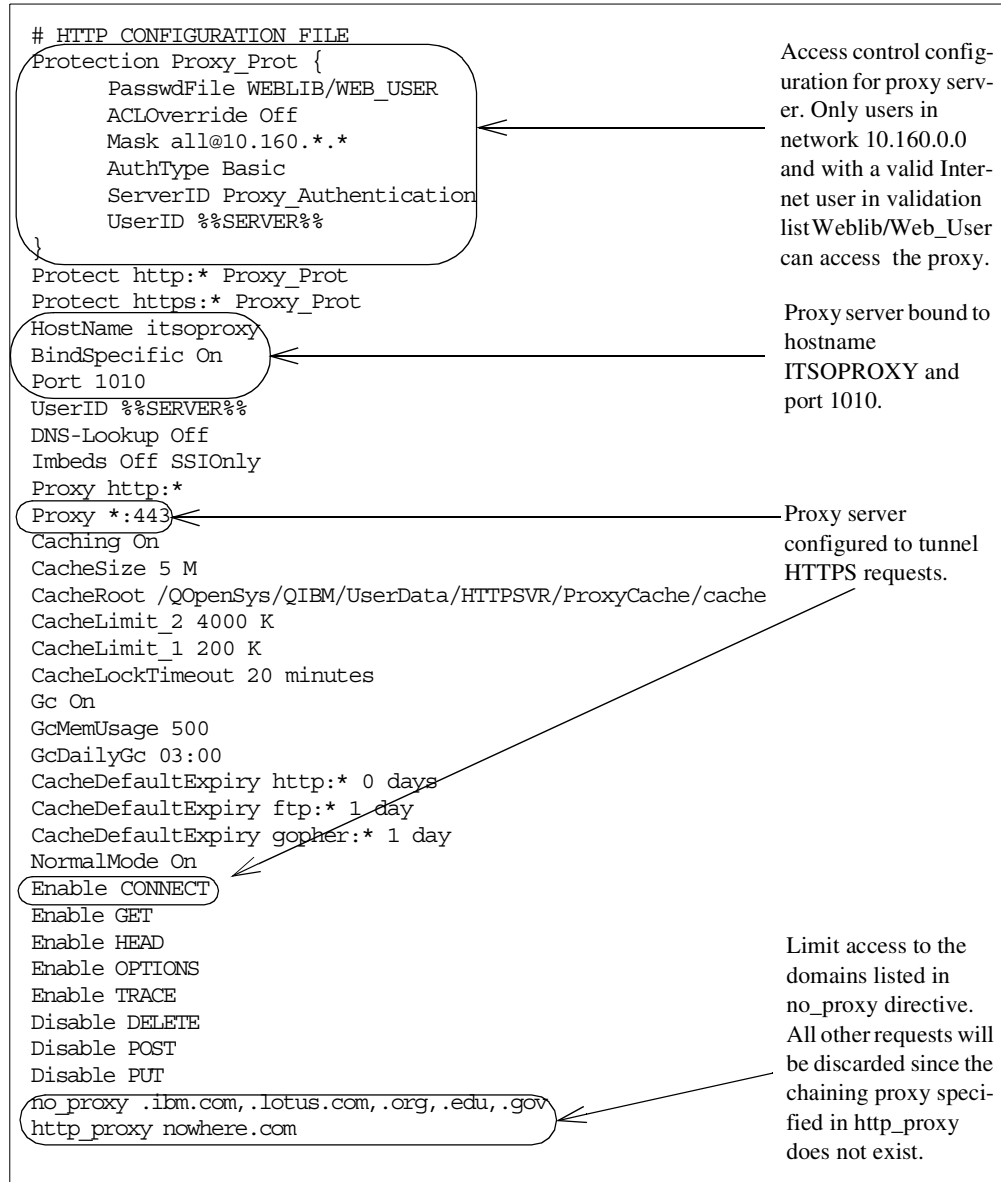 # HTTP CONFIGURATION FILE
Protection Proxy_Prot {
PasswdFile WEBLIB/WEB_USER
ACLOverride Off
Mask all@10.160.*.*
AuthType Basic
ServerID Proxy_Authentication
UserID %%SERVER%%
}
Protect http:* Proxy_Prot
Protect https:* Proxy_Prot
HostName itsoproxy
BindSpecific On
Port 1010
UserID %%SERVER%%
DNS-Lookup Off
Imbeds Off SSIOnly
Proxy http:*
Proxy *:443
Caching On
CacheSize 5 M
CacheRoot /QOpenSys/QIBM/UserData/HTTPSVR/ProxyCache/cache
CacheLimit_2 4000 K
CacheLimit_1 200 K
CacheLockTimeout 20 minutes
Gc On
GcMemUsage 500
GcDailyGc 03:00
CacheDefaultExpiry http:* 0 days
CacheDefaultExpiry ftp:* 1 day
CacheDefaultExpiry gopher:* 1 day
NormalMode On
Enable CONNECT
Enable GET
Enable HEAD
Enable OPTIONS
Enable TRACE
Disable DELETE
Disable POST
Disable PUT
no_proxy .ibm.com,.lotus.com,.org,.edu,.gov
http_proxy nowhere.com
Access control config-
uration for proxy serv-
er. Only users in
network 10.160.0.0
and with a valid Inter-
net user in validation
list Weblib/Web_User
can access the proxy.
Proxy server bound to
hostname
ITSOPROXY and
port 1010.
Proxy server
configured to tunnel
HTTPS requests.
Limit access to the
domains listed in
no_proxy directive.
All other requests will
be discarded since the
chaining proxy speci-
fied in http_proxy
does not exist.